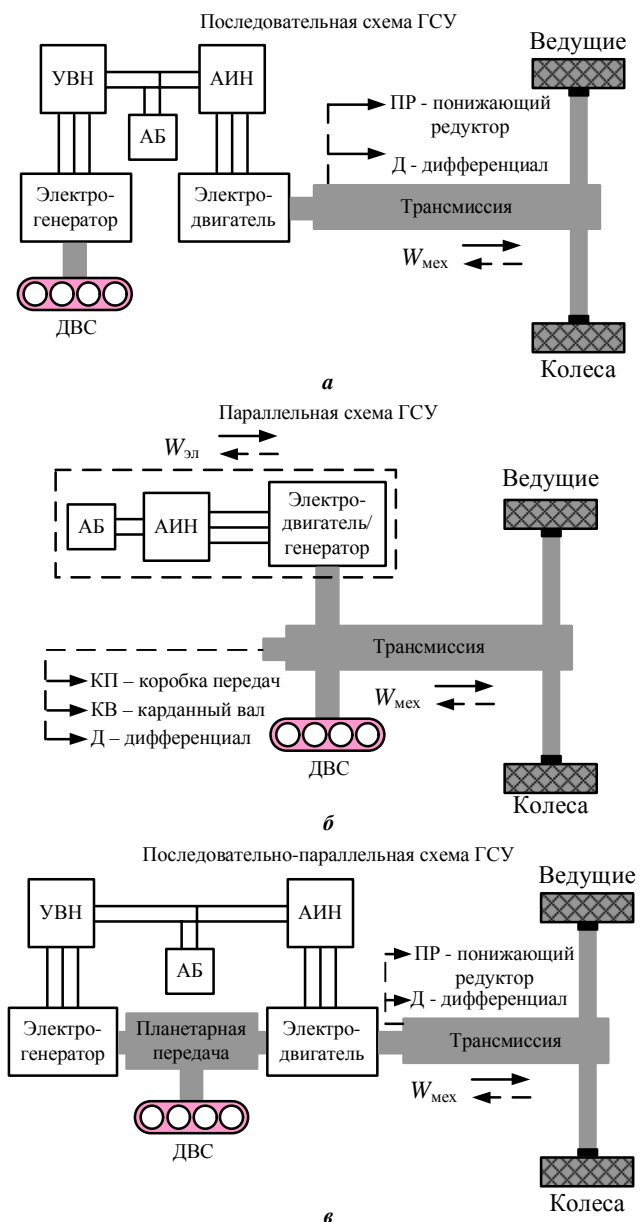 Последовательная схема ГСУ
Ведущие
УВН
АИН
АБ
ПР - понижающий
редуктор
Д - дифференциал
Электро-
генератор
Электро-
двигатель
Трансмиссия
Wмех
ДВС
Колеса
а
Параллельная схема ГСУ
Wэл
Ведущие
АБ
АИН
Электро-
двигатель/
генератор
Трансмиссия
КП – коробка передач
КВ – карданный вал
Д – дифференциал
Wмех
ДВС
Колеса
б
Последовательно-параллельная схема ГСУ
Ведущие
УВН
АИН
АБ
ПР - понижающий
редуктор
Д - дифференциал
Электро-
генератор
Планетарная
передача
Электро-
двигатель
Трансмиссия
Wмех
ДВС
Колеса
в